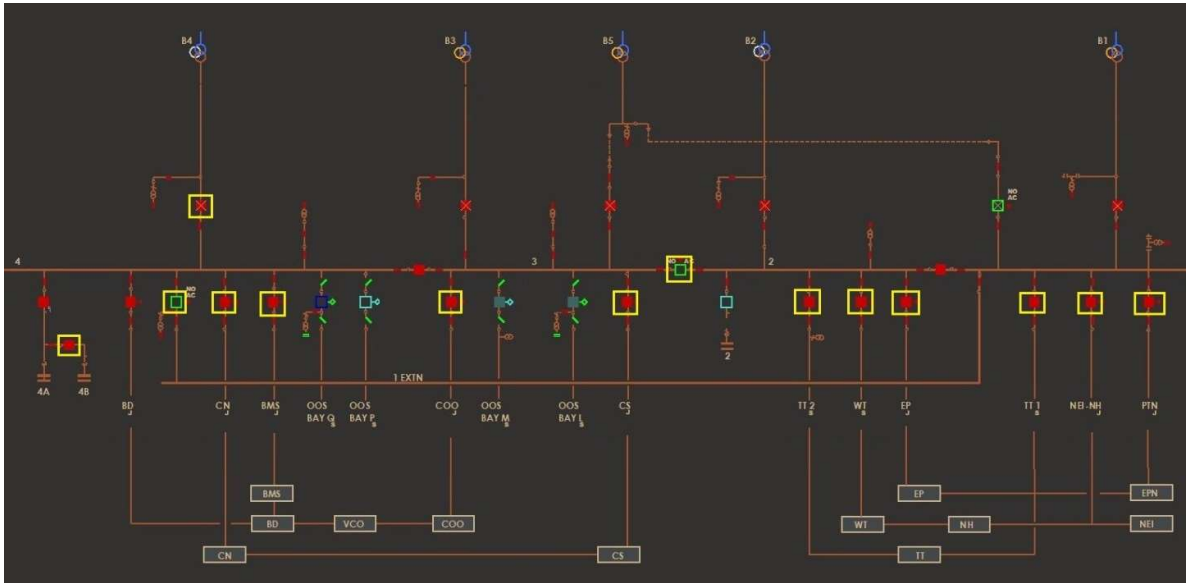 B4
B3
B5
B2
B1
NO
AC
4
3
NO AC
2
NO
AC
2
4A
4B
1 EXTN
BD
CN
J
BMS
J
OOS
BAY Q
S
OOS
BAY P
S
COO
J
OOS
BAY M
S
OOS
BAY L
S
CS
J
TT 2
S
WT
S
EP
J
TT 1
S
NEI-NH
J
PTN
J
BMS
EP
EPN
BD
VCO
COO
WT
NH
NEI
CN
CS
TT